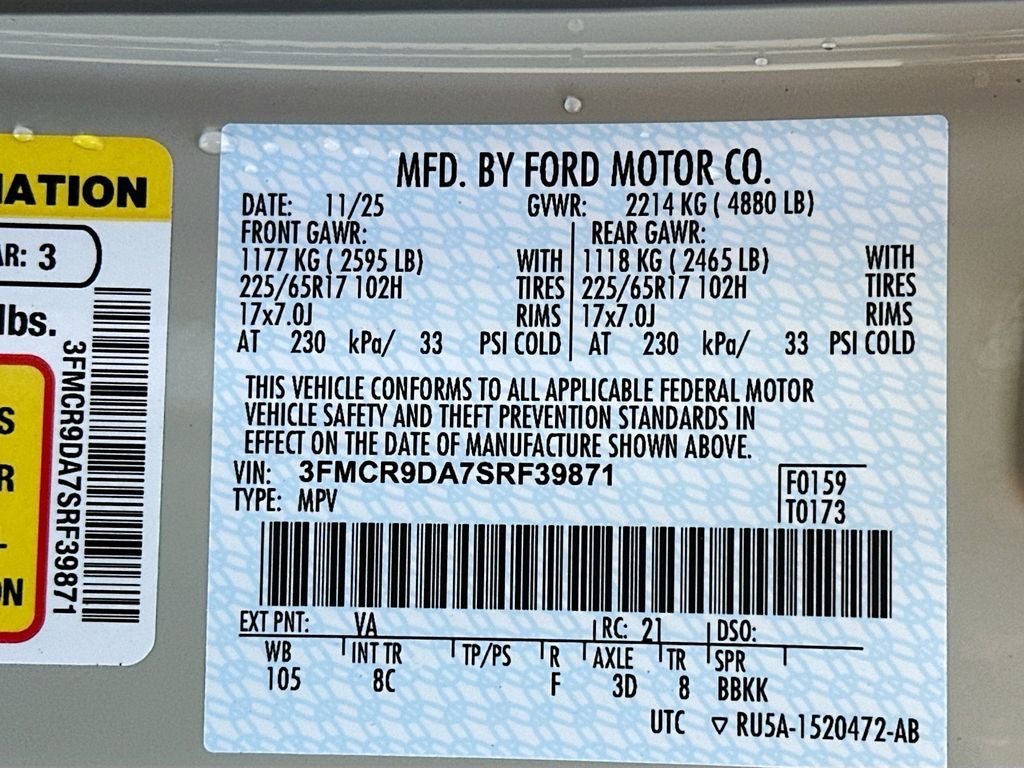 IATION
AR: 3
lbs.
S
R
N
3FMCR9DA7SRF39871
MFD. BY FORD MOTOR CO.
DATE: 11/25 GVWR: 2214 KG ( 4880 LB)
FRONT GAWR: REAR GAWR:
1177 KG ( 2595 LB) WITH 1118 KG ( 2465 LB) WITH
225/65R17 102H TIRES 225/65R17 102H TIRES
17x7.0J RIMS 17x7.0J RIMS
AT 230 kPa/ 33 PSI COLD AT 230 kPa/ 33 PSI COLD
THIS VEHICLE CONFORMS TO ALL APPLICABLE FEDERAL MOTOR
VEHICLE SAFETY AND THEFT PREVENTION STANDARDS IN
EFFECT ON THE DATE OF MANUFACTURE SHOWN ABOVE.
VIN: 3FMCR9DA7SRF39871
TYPE: MPV
F0159
T0173
EXT PNT: VA RC: 21 DSO:
WB INT TR TP/PS R AXLE TR SPR
105 8C F 3D 8 BBKK
UTC ▽ RU5A-1520472-AB